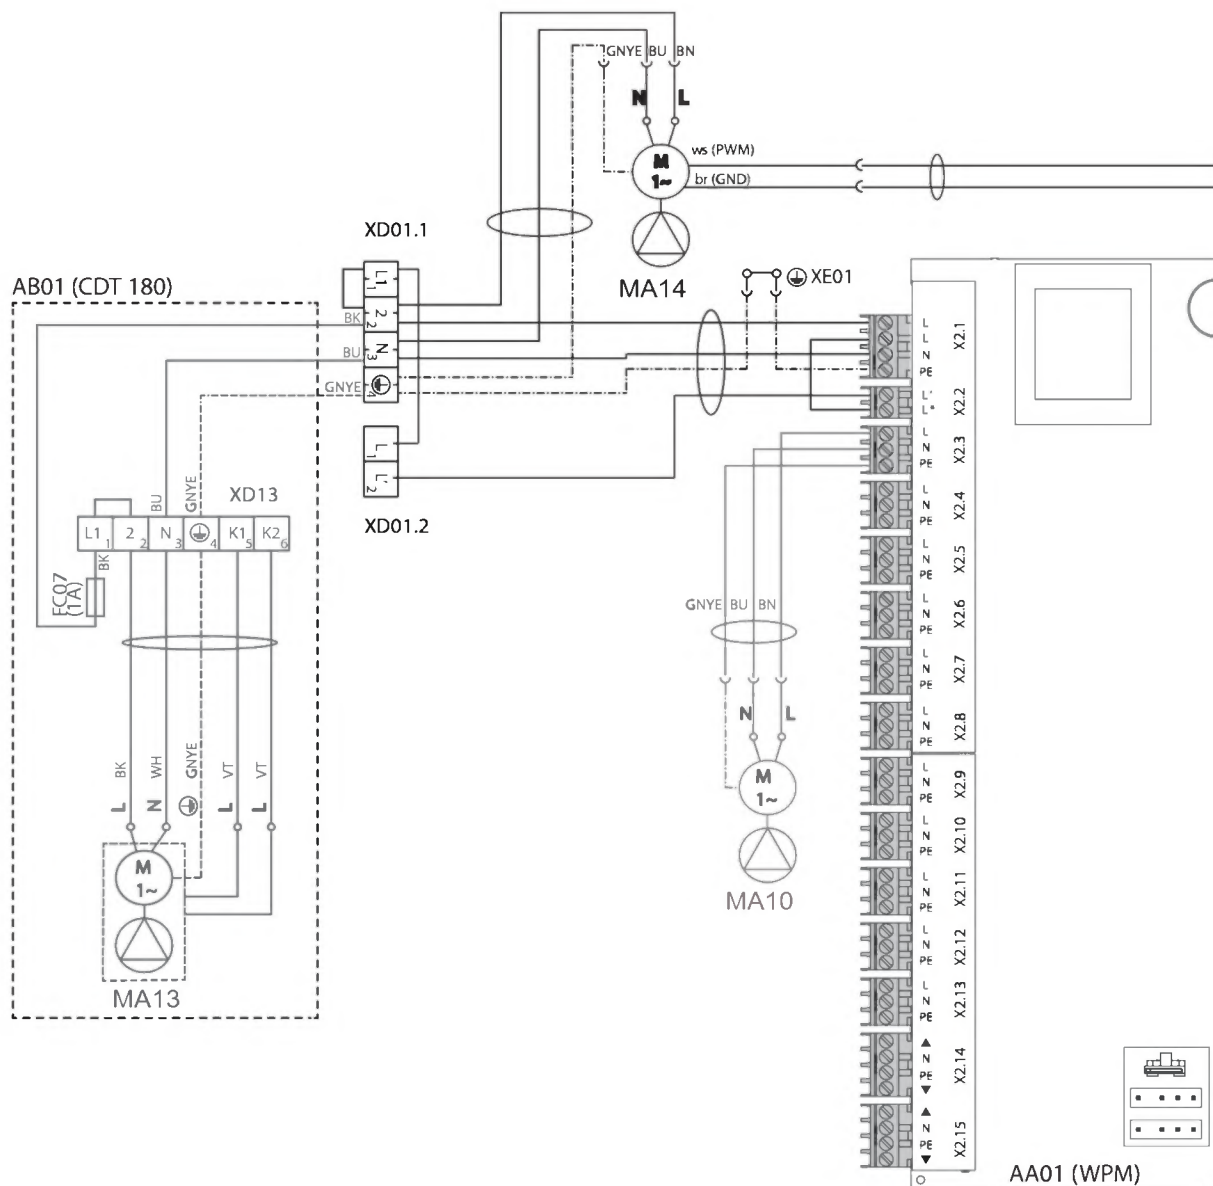 GNYE BU BN
N L
ws (PWM)
M
1~
br (GND)
MA14
XD01.1
L1 1
2 2
N 3
4
L 1
L' 2
XD01.2
XE01
AB01 (CDT 180)
BK
BU
GNYE
BU
GNYE
XD13
L1 1
2 2
N 3
4
K1 5
K2 6
BK
FC07
(1A)
BK
WH
GNYE
VT
VT
L
N
L
L
M
1~
MA13
GNYE BU BN
N L
M
1~
MA10
L
L
N
PE
X2.1
L'
L*
X2.2
L
N
PE
X2.3
L
N
PE
X2.4
L
N
PE
X2.5
L
N
PE
X2.6
L
N
PE
X2.7
L
N
PE
X2.8
L
N
PE
X2.9
L
N
PE
X2.10
L
N
PE
X2.11
L
N
PE
X2.12
L
N
PE
X2.13
▲
N
PE
▼
X2.14
▲
N
PE
▼
X2.15
AA01 (WPM)